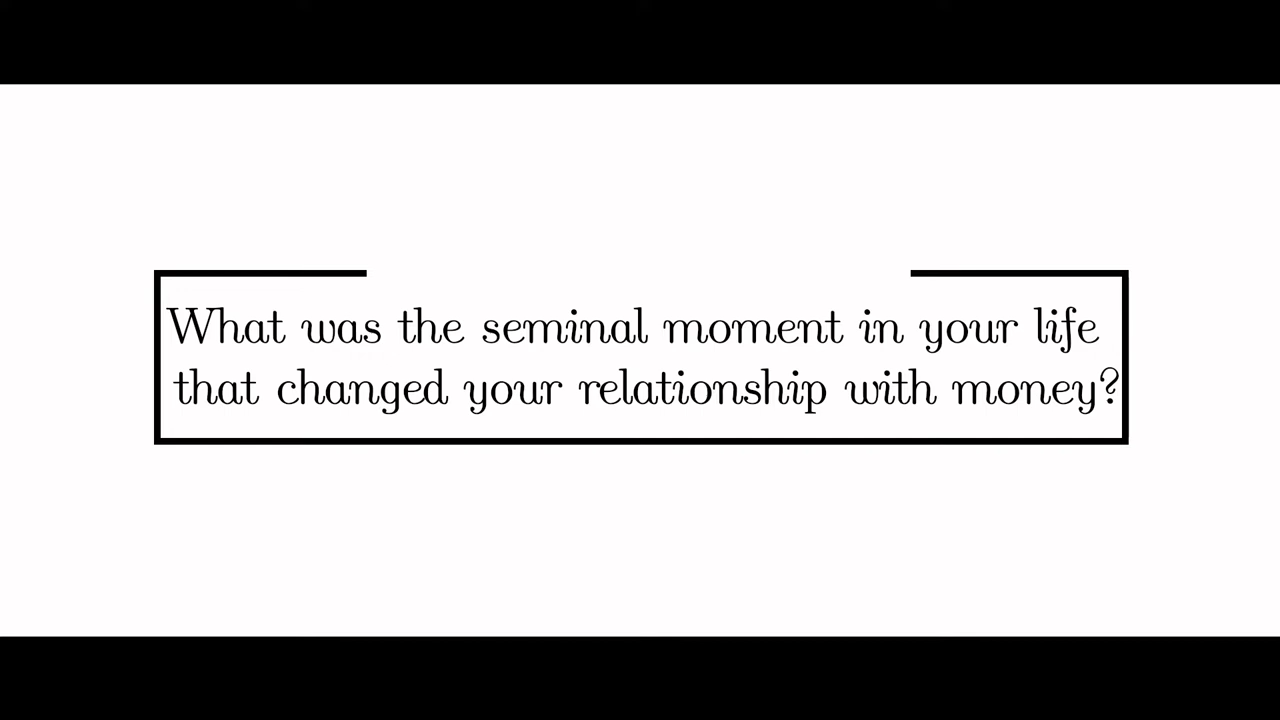 What was the seminal moment in your life
that changed your relationship with money?